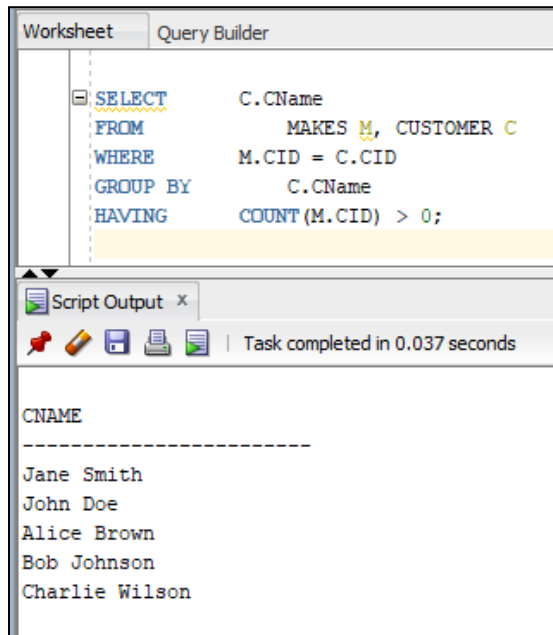 Worksheet Query Builder
SELECT C.CName
FROM MAKES M, CUSTOMER C
WHERE M.CID = C.CID
GROUP BY C.CName
HAVING COUNT(M.CID) > 0;
Script Output x
Task completed in 0.037 seconds
CNAME
------------------------
Jane Smith
John Doe
Alice Brown
Bob Johnson
Charlie Wilson